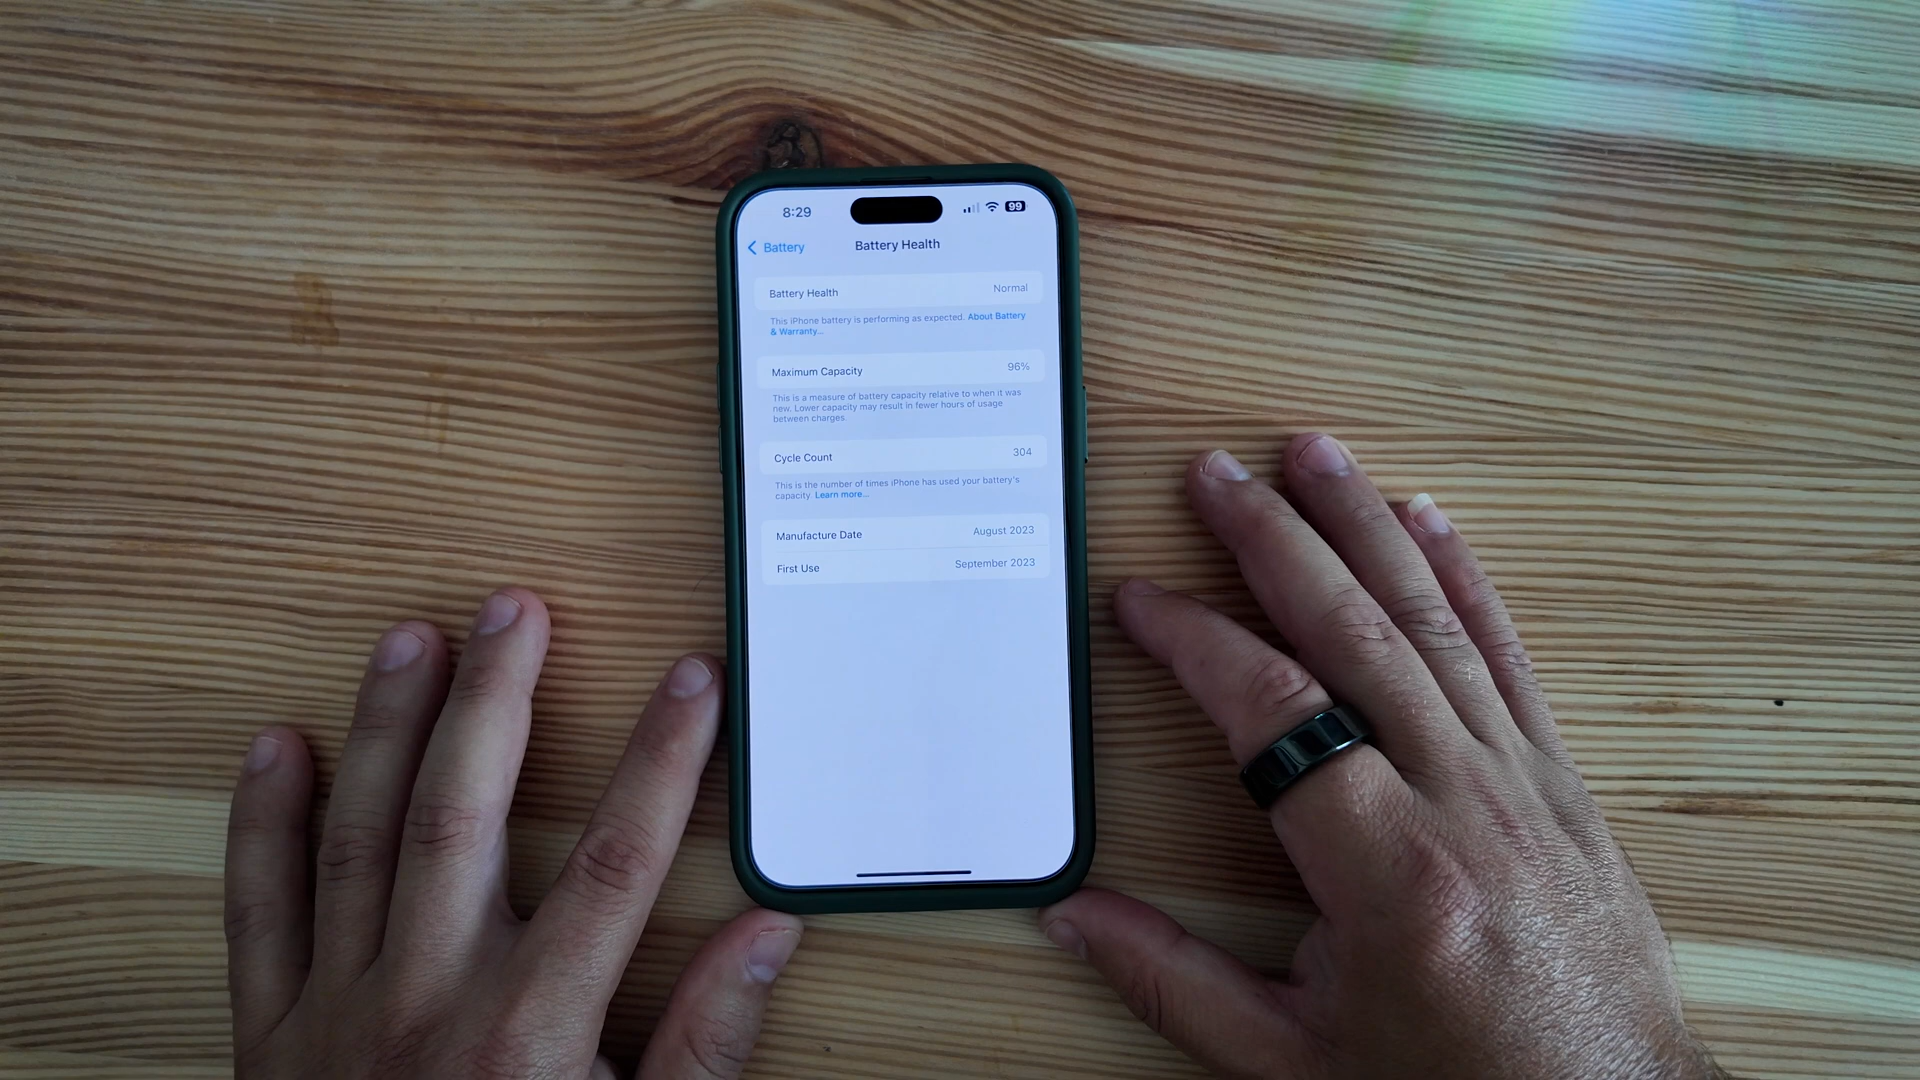 8:29
99
Battery
Battery Health
Battery Health Normal
This iPhone battery is performing as expected. About Battery
& Warranty...
Maximum Capacity 96%
This is a measure of battery capacity relative to when it was
new. Lower capacity may result in fewer hours of usage
between charges.
Cycle Count 304
This is the number of times iPhone has used your battery's
capacity. Learn more...
Manufacture Date August 2023
First Use September 2023